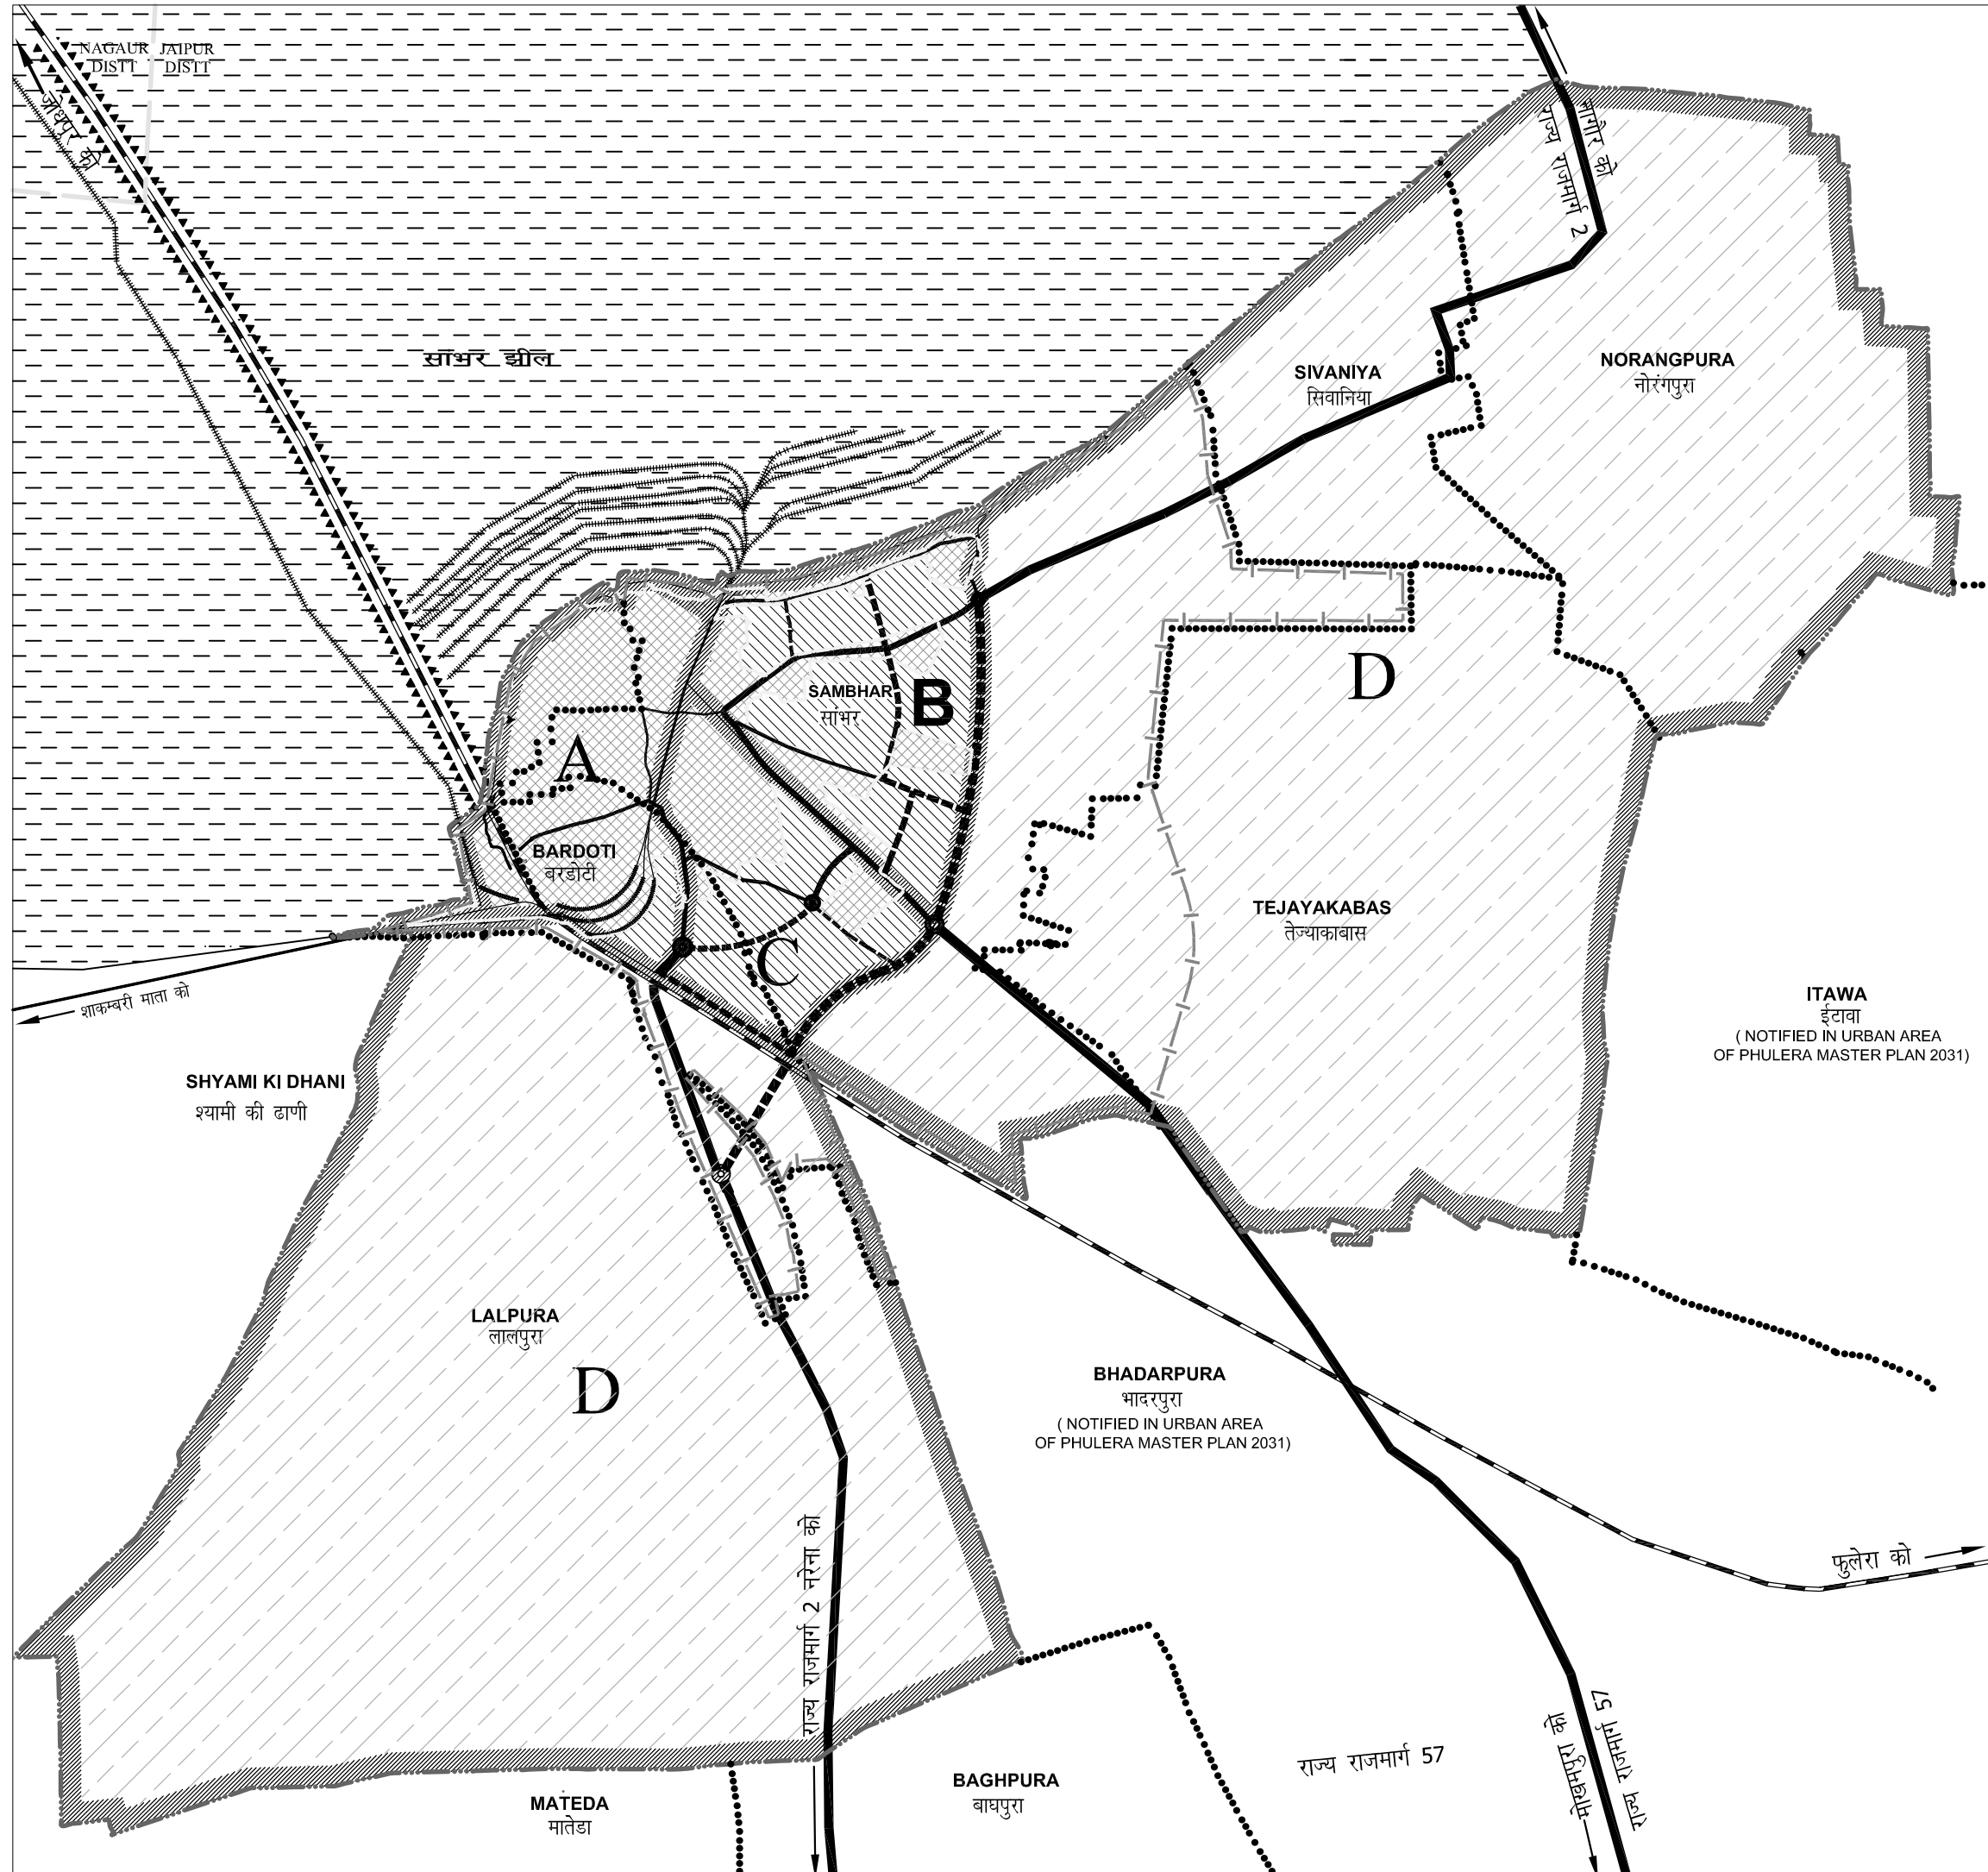 NAGAUR JAIPUR
DISTT DISTT
जोधपुर को
नागौर को
राज्य राजमार्ग 2
सांभर झील
SIVANIYA
सिवानिया
NORANGPURA
नोरंगपुरा
SAMBHAR
सांभर
B
D
A
BARDOTI
बरडोटी
C
TEJAYAKABAS
तेज्याकाबास
शाकम्बरी माता को
ITAWA
ईटावा
( NOTIFIED IN URBAN AREA
OF PHULERA MASTER PLAN 2031)
SHYAMI KI DHANI
श्यामी की ढाणी
LALPURA
लालपुरा
D
BHADARPURA
भादरपुरा
( NOTIFIED IN URBAN AREA
OF PHULERA MASTER PLAN 2031)
फुलेरा को
राज्य राजमार्ग 2 नरेना को
राज्य राजमार्ग 57
राज्य राजमार्ग 57
BAGHPURA
बाघपुरा
MATEDA
मातेडा